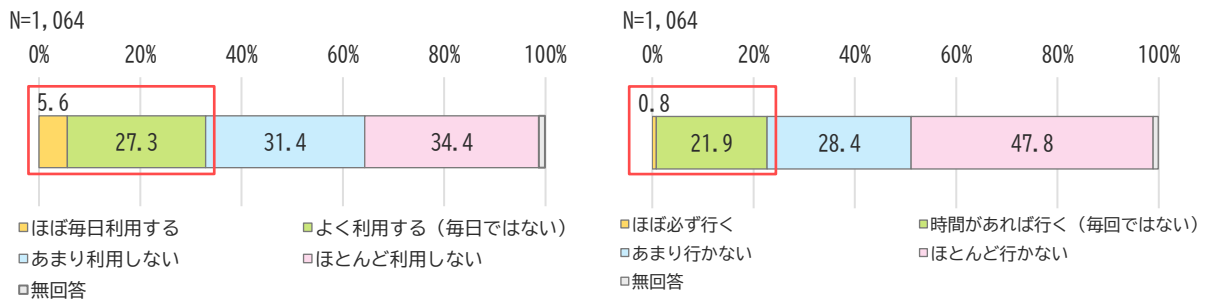 N=1,064
0% 20% 40% 60% 80% 100%
5.6
27.3 31.4 34.4
ほぼ毎日利用する よく利用する（毎日ではない）
あまり利用しない ほとんど利用しない
無回答
N=1,064
0% 20% 40% 60% 80% 100%
0.8
21.9 28.4 47.8
ほぼ必ず行く 時間があれば行く（毎回ではない）
あまり行かない ほとんど行かない
無回答